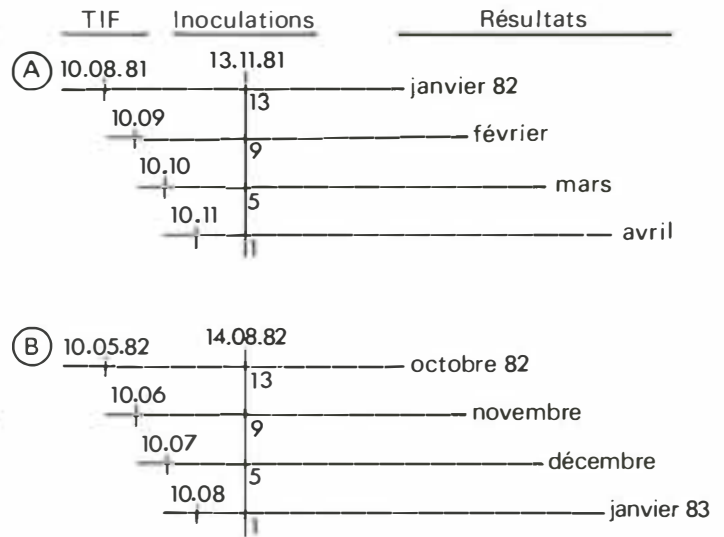 TIF Inoculations Résultats
A 10.08.81 13.11.81
13 janvier 82
10.09
9 février
10.10
5 mars
10.11
1 avril
B 10.05.82 14.08.82
13 octobre 82
10.06
9 novembre
10.07
5 décembre
10.08
1 janvier 83